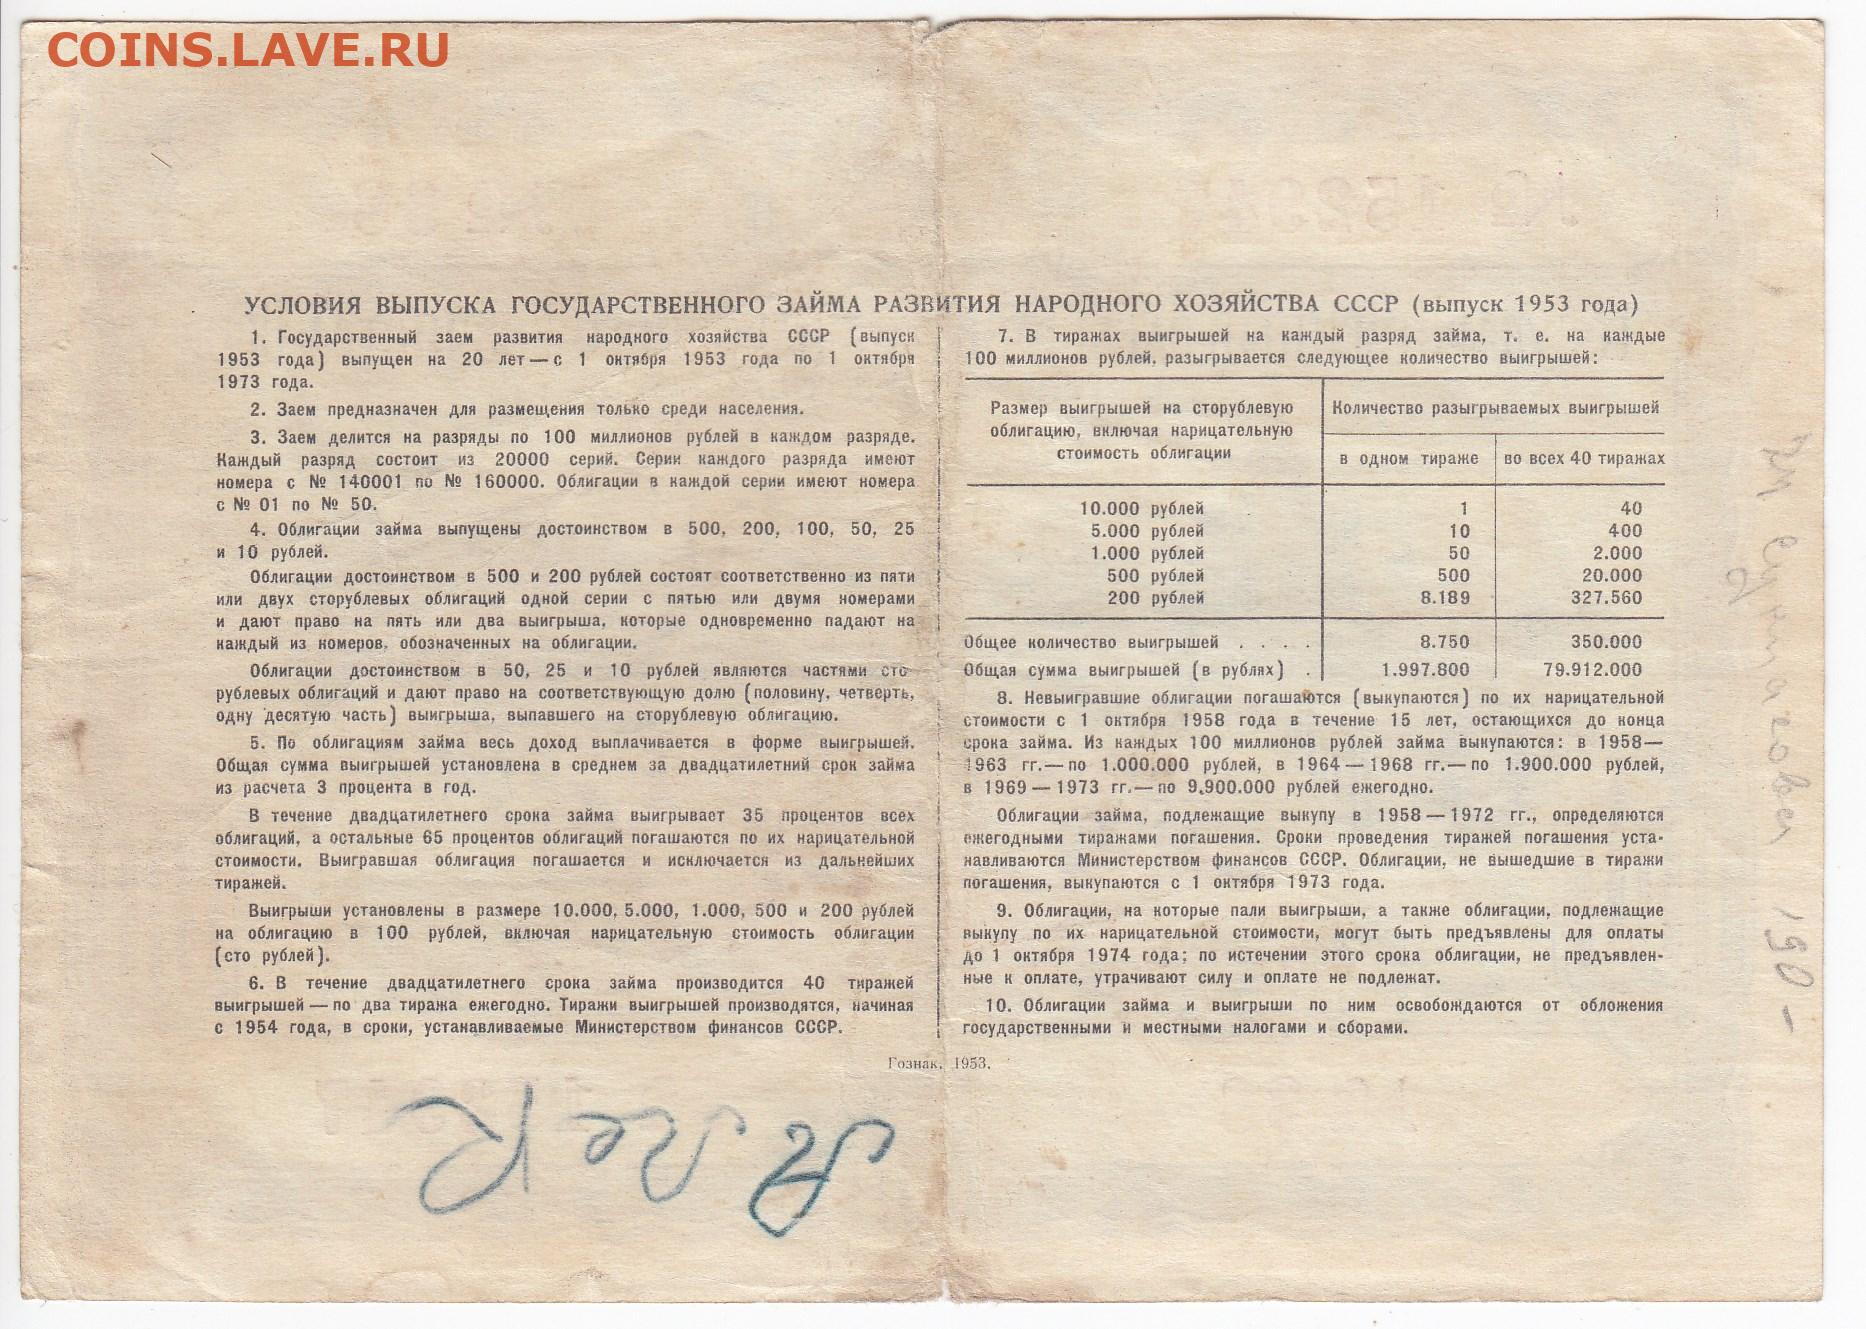 COINS.LAVE.RU
УСЛОВИЯ ВЫПУСКА ГОСУДАРСТВЕННОГО ЗАЙМА РАЗВИТИЯ НАРОДНОГО ХОЗЯЙСТВА СССР (выпуск 1953 года)
1. Государственный заем развития народного хозяйства СССР (выпуск
1953 года) выпущен на 20 лет — с 1 октября 1953 года по 1 октября
1973 года.
2. Заем предназначен для размещения только среди населения.
3. Заем делится на разряды по 100 миллионов рублей в каждом разряде.
Каждый разряд состоит из 20000 серий. Серии каждого разряда имеют
номера с № 140001 по № 160000. Облигации в каждой серии имеют номера
с № 01 по № 50.
4. Облигации займа выпущены достоинством в 500, 200, 100, 50, 25
и 10 рублей.
Облигации достоинством в 500 и 200 рублей состоят соответственно из пяти
или двух сторублевых облигаций одной серии с пятью или двумя номерами
и дают право на пять или два выигрыша, которые одновременно падают на
каждый из номеров, обозначенных на облигации.
Облигации достоинством в 50, 25 и 10 рублей являются частями сто-
рублевых облигаций и дают право на соответствующую долю (половину, четверть,
одну десятую часть) выигрыша, выпавшего на сторублевую облигацию.
5. По облигациям займа весь доход выплачивается в форме выигрышей.
Общая сумма выигрышей установлена в среднем за двадцатилетний срок займа
из расчета 3 процента в год.
В течение двадцатилетнего срока займа выигрывает 35 процентов всех
облигаций, а остальные 65 процентов облигаций погашаются по их нарицательной
стоимости. Выигравшая облигация погашается и исключается из дальнейших
тиражей.
Выигрыши установлены в размере 10.000, 5.000, 1.000, 500 и 200 рублей
на облигацию в 100 рублей, включая нарицательную стоимость облигации
(сто рублей).
6. В течение двадцатилетнего срока займа производится 40 тиражей
выигрышей — по два тиража ежегодно. Тиражи выигрышей производятся, начиная
с 1954 года, в сроки, устанавливаемые Министерством финансов СССР.
7. В тиражах выигрышей на каждый разряд займа, т. е. на каждые
100 миллионов рублей, разыгрывается следующее количество выигрышей:
Размер выигрышей на сторублевую
облигацию, включая нарицательную
стоимость облигации
Количество разыгрываемых выигрышей
в одном тираже во всех 40 тиражах
10.000 рублей 1 40
5.000 рублей 10 400
1.000 рублей 50 2.000
500 рублей 500 20.000
200 рублей 8.189 327.560
Общее количество выигрышей . . . . 8.750 350.000
Общая сумма выигрышей (в рублях) . 1.997.800 79.912.000
8. Невыигравшие облигации погашаются (выкупаются) по их нарицательной
стоимости с 1 октября 1958 года в течение 15 лет, остающихся до конца
срока займа. Из каждых 100 миллионов рублей займа выкупаются: в 1958—
1963 гг.— по 1.000.000 рублей, в 1964 — 1968 гг.— по 1.900.000 рублей,
в 1969 — 1973 гг.— по 9.900.000 рублей ежегодно.
Облигации займа, подлежащие выкупу в 1958 — 1972 гг., определяются
ежегодными тиражами погашения. Сроки проведения тиражей погашения уста-
навливаются Министерством финансов СССР. Облигации, не вышедшие в тиражи
погашения, выкупаются с 1 октября 1973 года.
9. Облигации, на которые пали выигрыши, а также облигации, подлежащие
выкупу по их нарицательной стоимости, могут быть предъявлены для оплаты
до 1 октября 1974 года; по истечении этого срока облигации, не предъявлен-
ные к оплате, утрачивают силу и оплате не подлежат.
10. Облигации займа и выигрыши по ним освобождаются от обложения
государственными и местными налогами и сборами.
Гознак. 1953.
190-